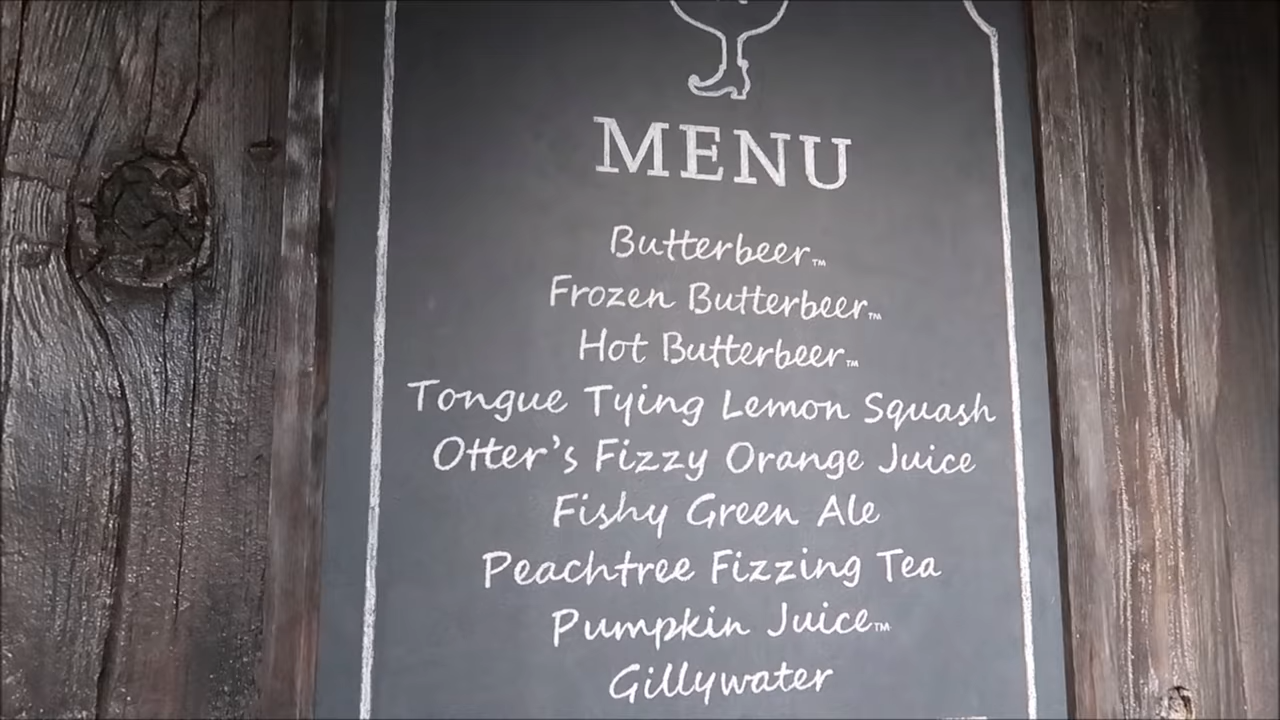 MENU
Butterbeer™
Frozen Butterbeer™
Hot Butterbeer™
Tongue Tying Lemon Squash
Otter's Fizzy Orange Juice
Fishy Green Ale
Peachtree Fizzing Tea
Pumpkin Juice™
Gillywater